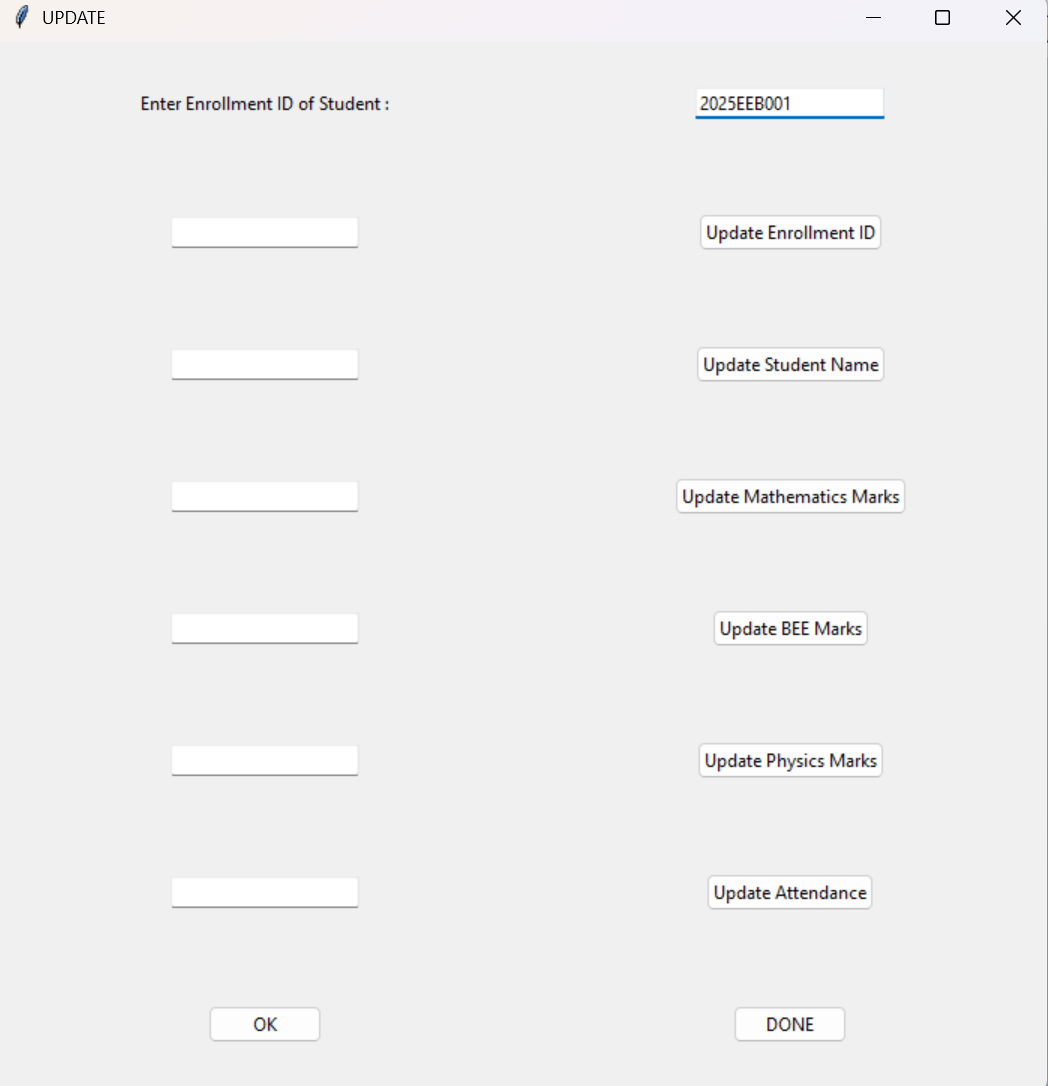 UPDATE
Enter Enrollment ID of Student : 2025EEB001
Update Enrollment ID
Update Student Name
Update Mathematics Marks
Update BEE Marks
Update Physics Marks
Update Attendance
OK DONE